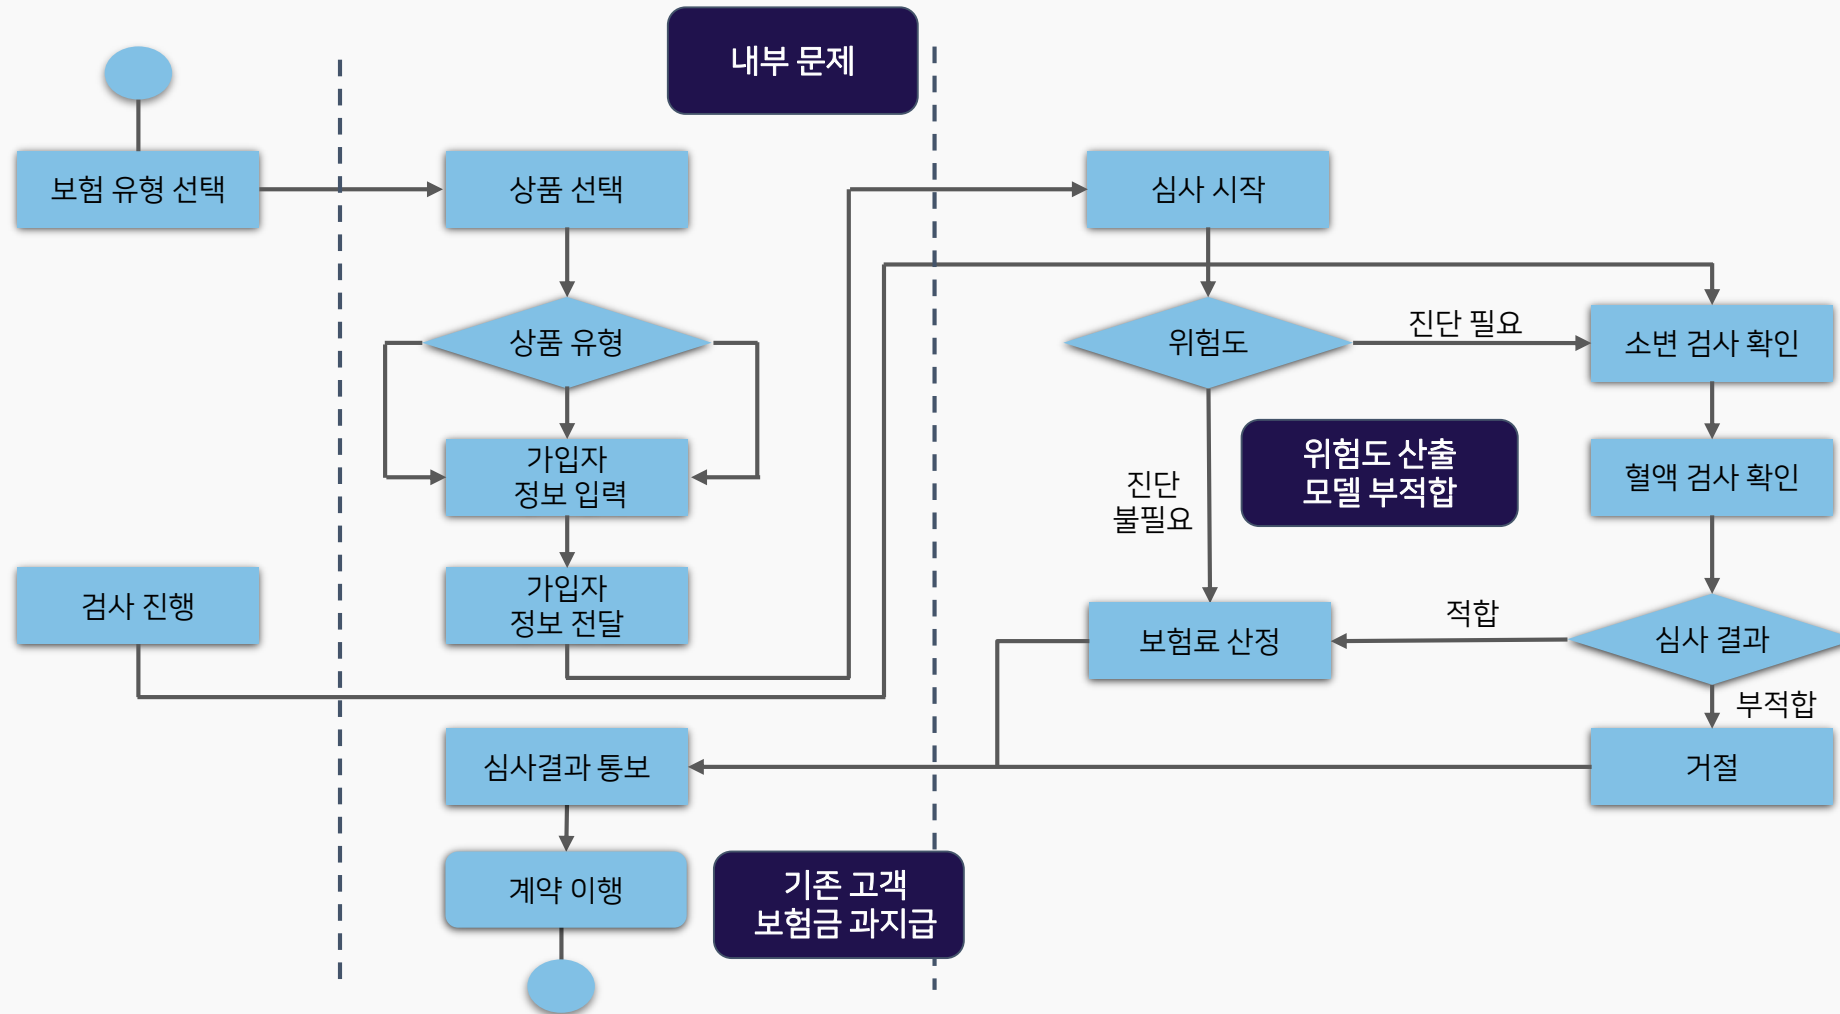 내부 문제
보험 유형 선택
상품 선택
심사 시작
상품 유형
위험도
진단 필요
소변 검사 확인
가입자
정보 입력
진단
불필요
위험도 산출
모델 부적합
혈액 검사 확인
검사 진행
가입자
정보 전달
보험료 산정
적합
심사 결과
부적합
심사결과 통보
거절
계약 이행
기존 고객
보험금 과지급